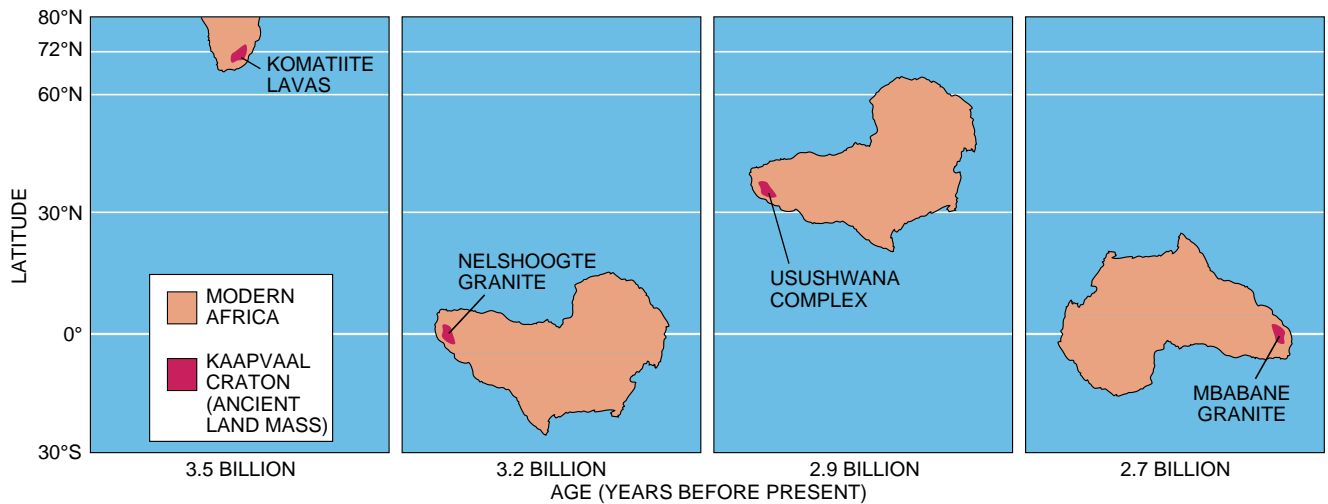 80°N
72°N
60°N
30°N
0°
30°S
LATITUDE
KOMATIITE
LAVAS
MODERN
AFRICA
KAAPVAAL
CRATON
(ANCIENT
LAND MASS)
3.5 BILLION
NELSHOOGTE
GRANITE
3.2 BILLION
USUSHWANA
COMPLEX
2.9 BILLION
MBABANE
GRANITE
2.7 BILLION
AGE (YEARS BEFORE PRESENT)